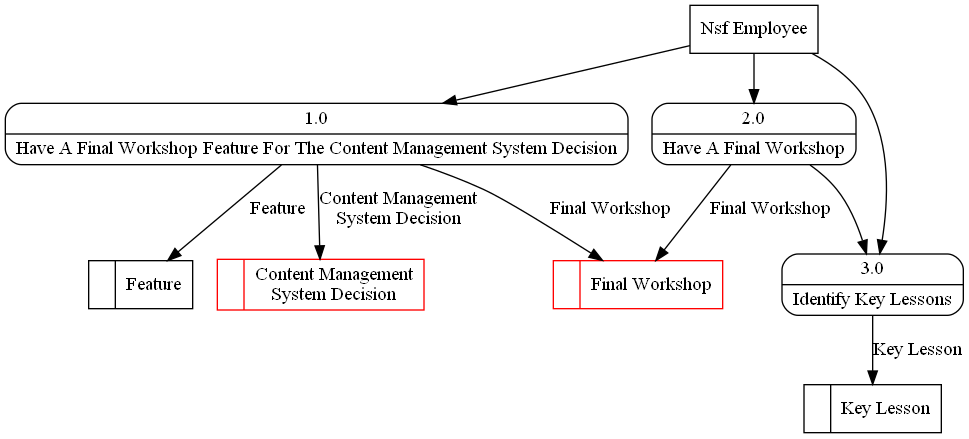 Nsf Employee
1.0
Have A Final Workshop Feature For The Content Management System Decision
2.0
Have A Final Workshop
Feature
Content Management
System Decision
Final Workshop
Final Workshop
Feature
Content Management
System Decision
Final Workshop
3.0
Identify Key Lessons
Key Lesson
Key Lesson